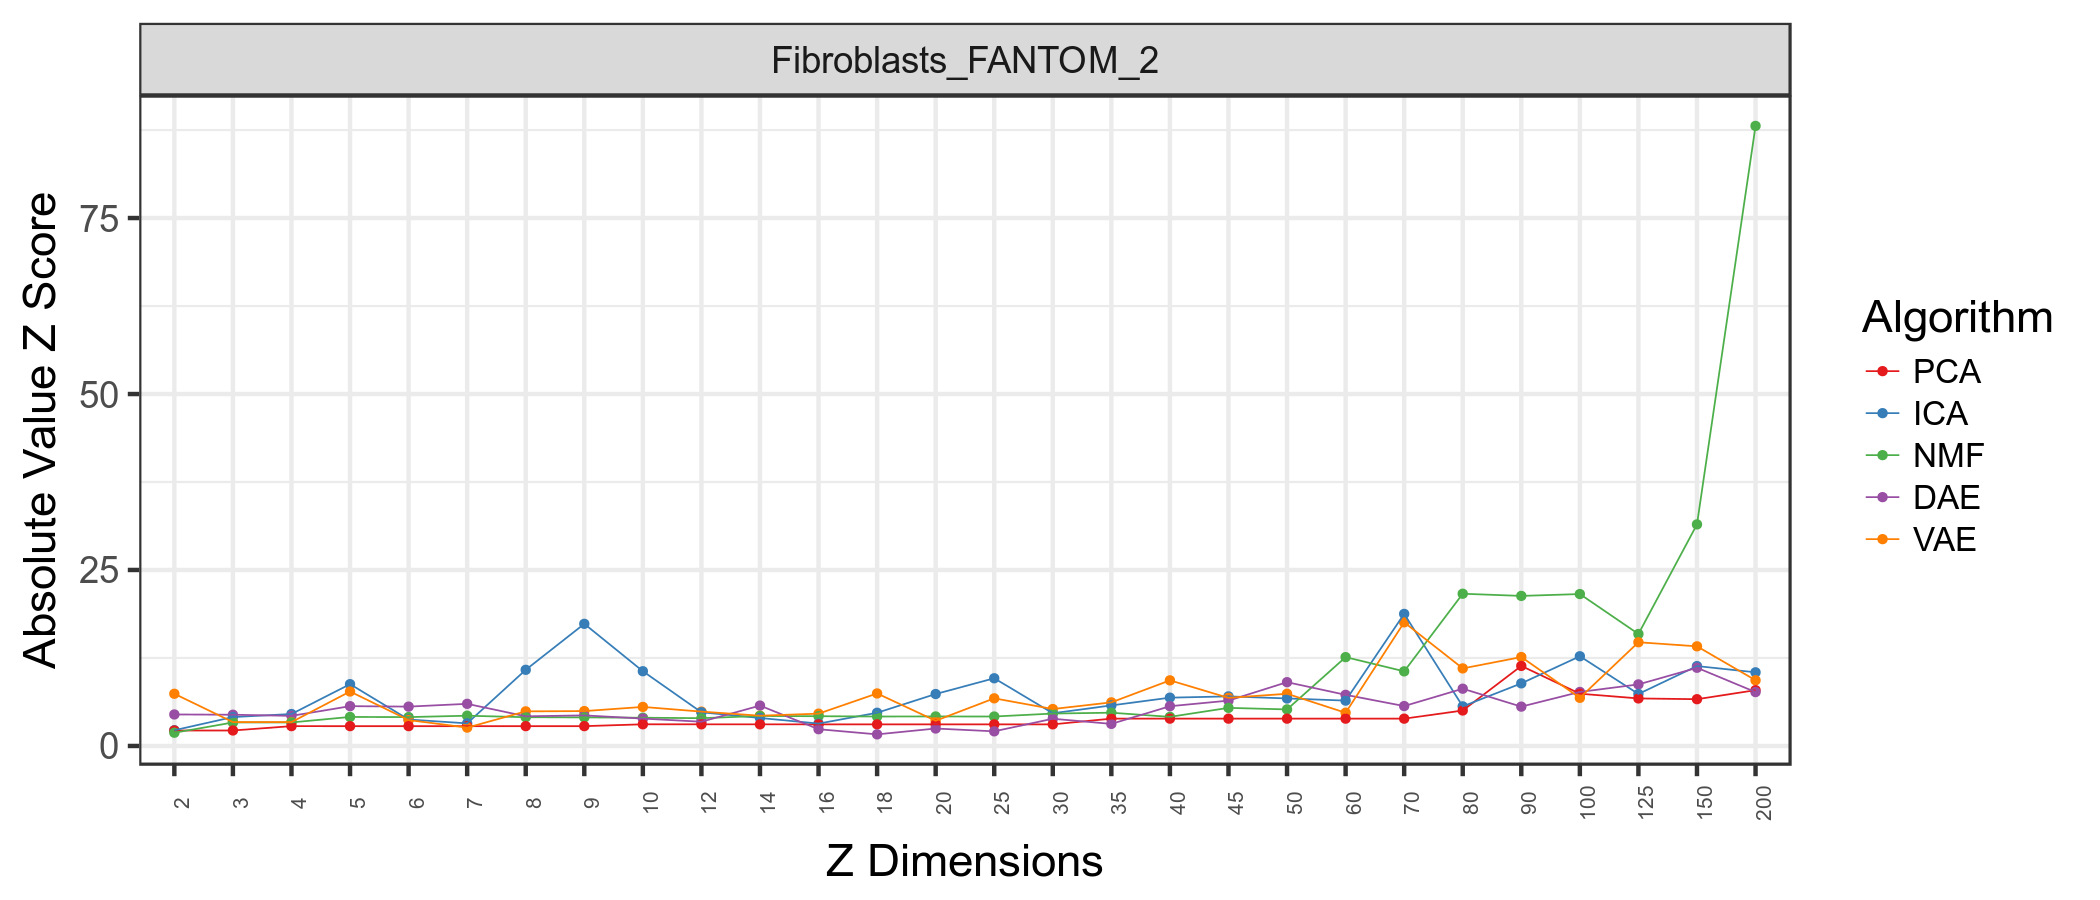 Fibroblasts_FANTOM_2
Absolute Value Z Score
75
50
25
0
2 3 4 5 6 7 8 9 10 12 14 16 18 20 25 30 35 40 45 50 60 70 80 90 100 125 150 200
Z Dimensions
Algorithm
PCA
ICA
NMF
DAE
VAE